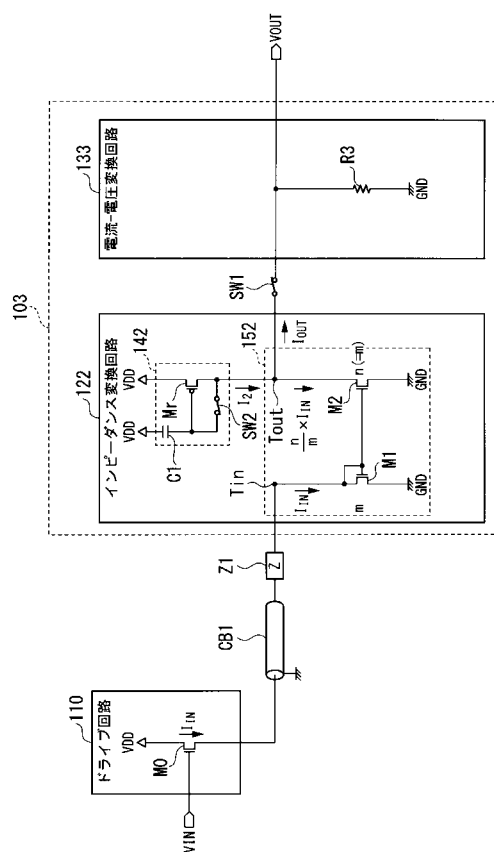 103
110
ドライブ回路
VDD
VIN
M0
IIN
CB1
Z1
Z
122
インピーダンス変換回路
142
VDD
VDD
C1
Mr
SW2
I2
152
Tin
IIN
Tout
n/m×IIN
IOUT
m
M1
GND
M2
n(=m)
GND
SW1
133
電流-電圧変換回路
R3
GND
VOUT